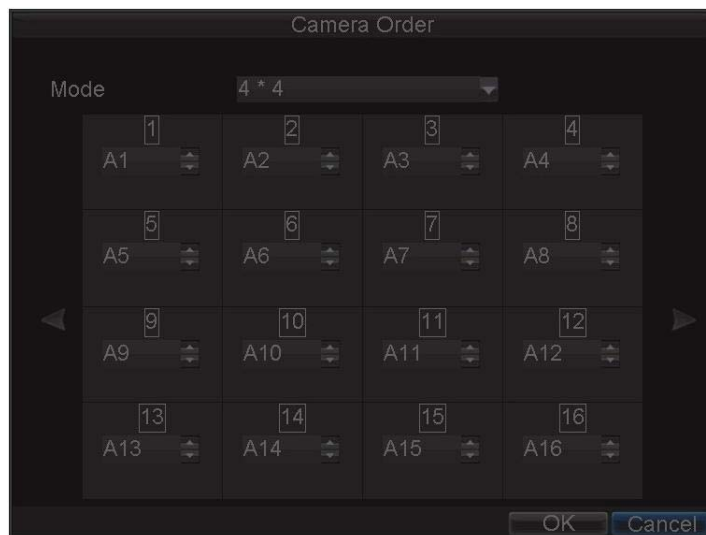 Camera Order
Mode 4 * 4
1 2 3 4
A1 A2 A3 A4
5 6 7 8
A5 A6 A7 A8
9 10 11 12
A9 A10 A11 A12
13 14 15 16
A13 A14 A15 A16
OK Cancel